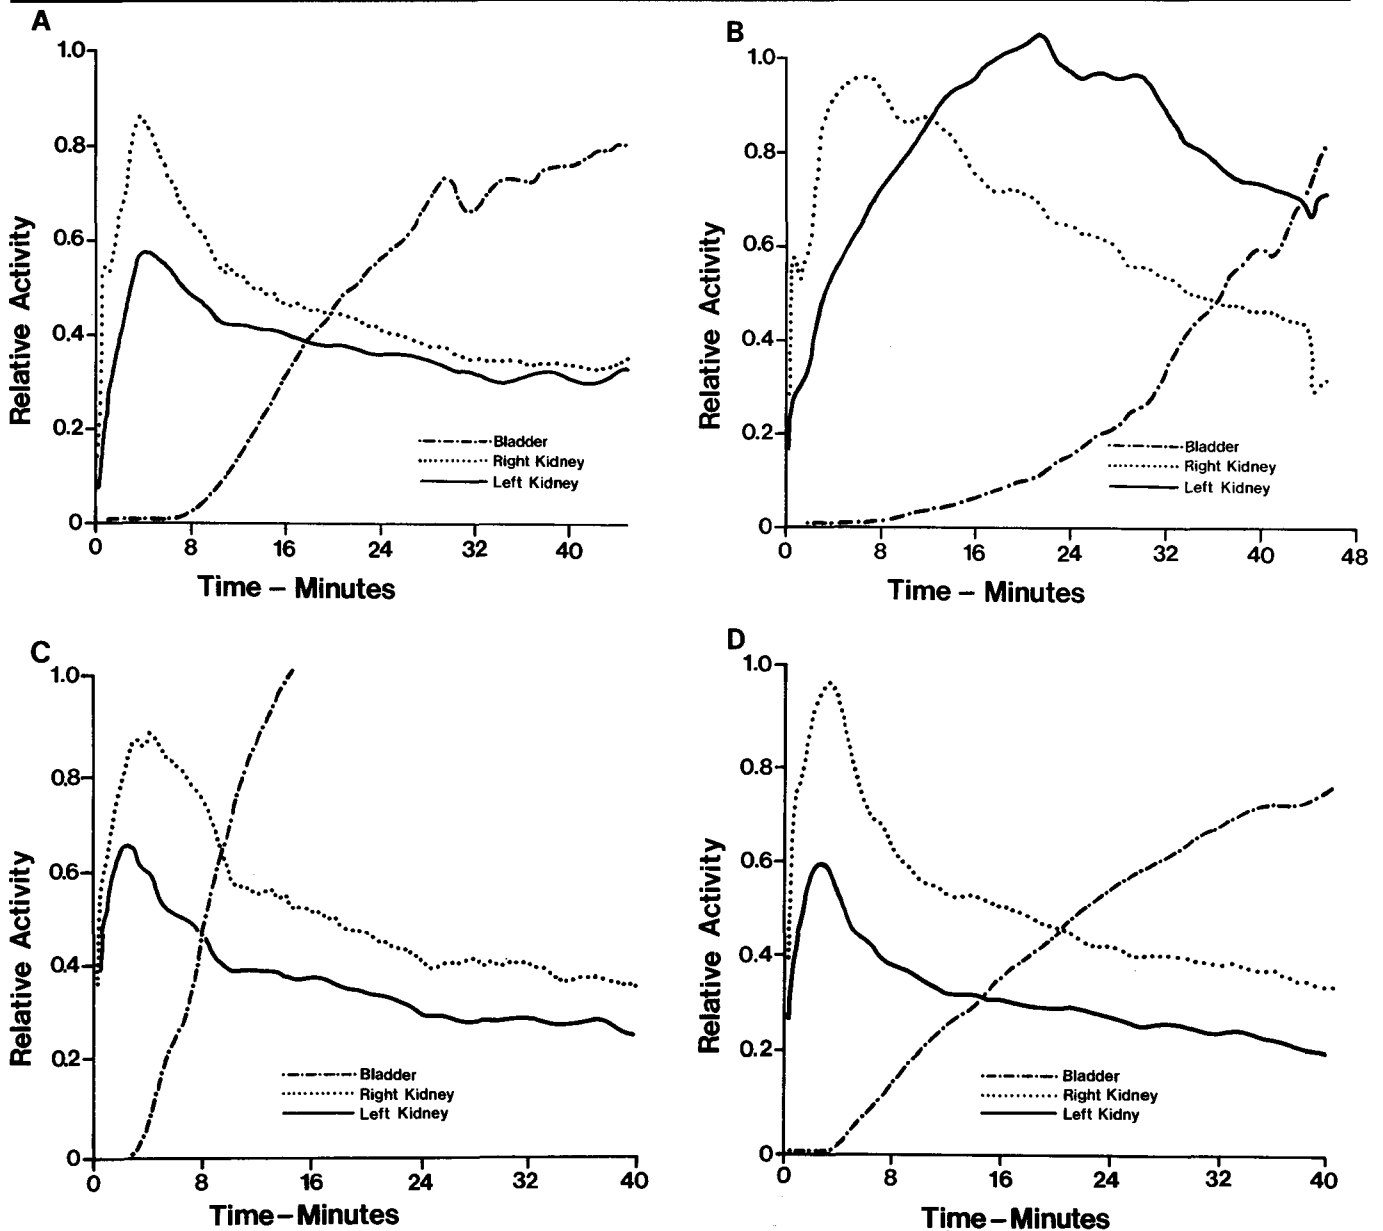 A
1.0
0.8
0.6
0.4
0.2
0
0 8 16 24 32 40
Relative Activity
Time – Minutes
Bladder
Right Kidney
Left Kidney
B
1.0
0.8
0.6
0.4
0.2
0
0 8 16 24 32 40 48
Relative Activity
Time – Minutes
Bladder
Right Kidney
Left Kidney
C
1.0
0.8
0.6
0.4
0.2
0
0 8 16 24 32 40
Relative Activity
Time – Minutes
Bladder
Right Kidney
Left Kidney
D
1.0
0.8
0.6
0.4
0.2
0
0 8 16 24 32 40
Relative Activity
Time – Minutes
Bladder
Right Kidney
Left Kidny